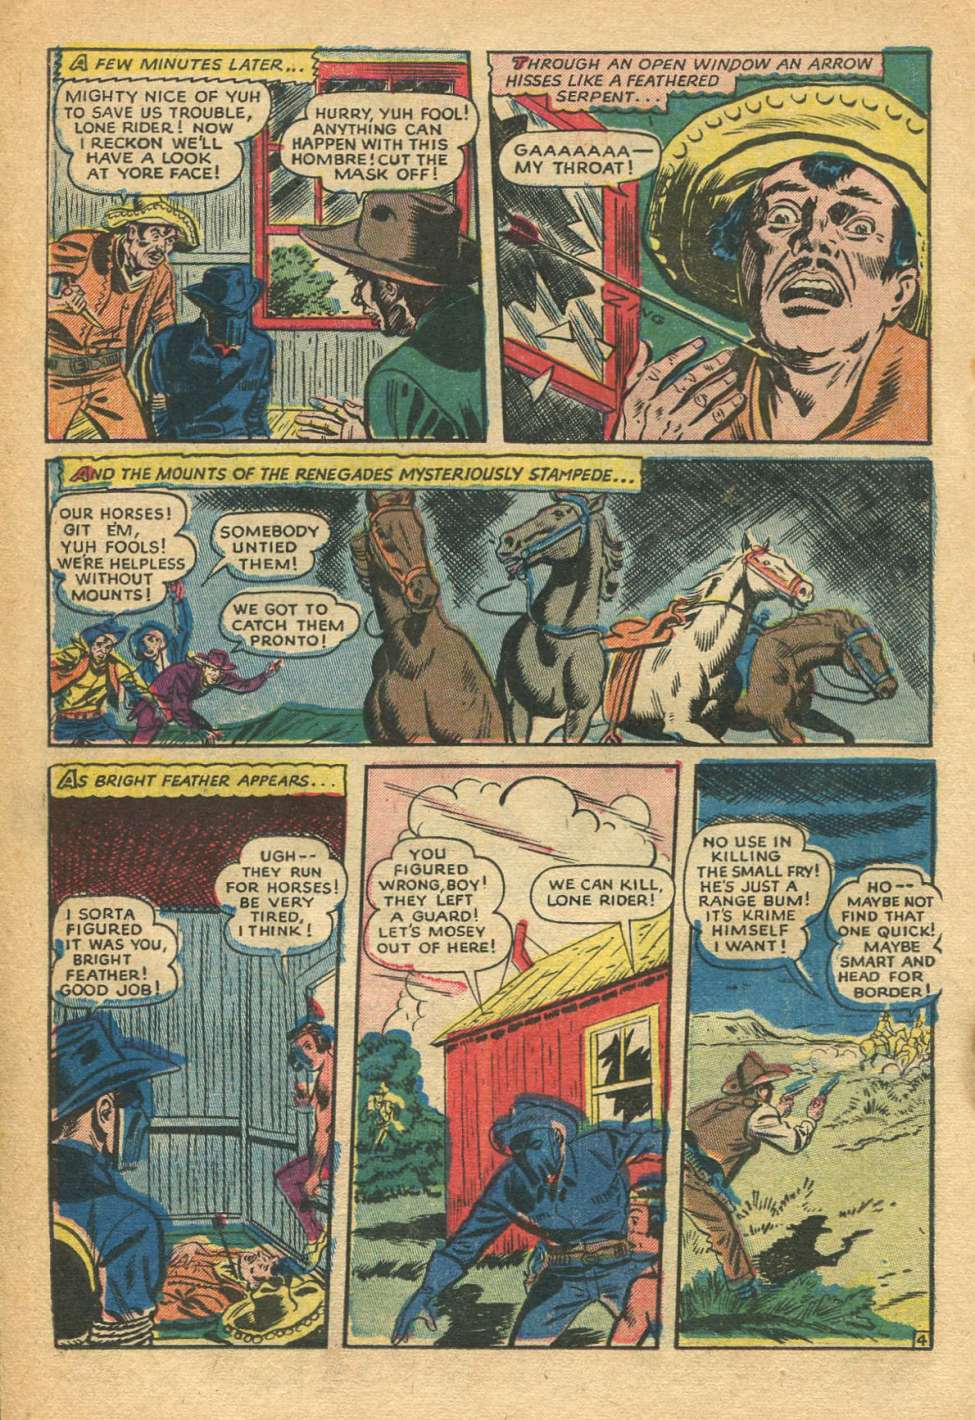 A FEW MINUTES LATER...
MIGHTY NICE OF YUH
TO SAVE US TROUBLE,
LONE RIDER! NOW
I RECKON WE'LL
HAVE A LOOK
AT YORE FACE!
HURRY, YUH FOOL!
ANYTHING CAN
HAPPEN WITH THIS
HOMBRE! CUT THE
MASK OFF!
THROUGH AN OPEN WINDOW AN ARROW
HISSES LIKE A FEATHERED
SERPENT...
GAAAAAAA—
MY THROAT!
ZING
AND THE MOUNTS OF THE RENEGADES MYSTERIOUSLY STAMPEDE...
OUR HORSES!
GIT 'EM,
YUH FOOLS!
WE'RE HELPLESS
WITHOUT
MOUNTS!
SOMEBODY
UNTIED
THEM!
WE GOT TO
CATCH THEM
PRONTO!
AS BRIGHT FEATHER APPEARS...
I SORTA
FIGURED
IT WAS YOU,
BRIGHT
FEATHER!
GOOD JOB!
UGH--
THEY RUN
FOR HORSES!
BE VERY
TIRED,
I THINK!
YOU
FIGURED
WRONG, BOY!
THEY LEFT
A GUARD!
LET'S MOSEY
OUT OF HERE!
WE CAN KILL,
LONE RIDER!
NO USE IN
KILLING
THE SMALL FRY!
HE'S JUST A
RANGE BUM!
IT'S KRIME
HIMSELF
I WANT!
HO--
MAYBE NOT
FIND THAT
ONE QUICK!
MAYBE
SMART AND
HEAD FOR
BORDER!
4